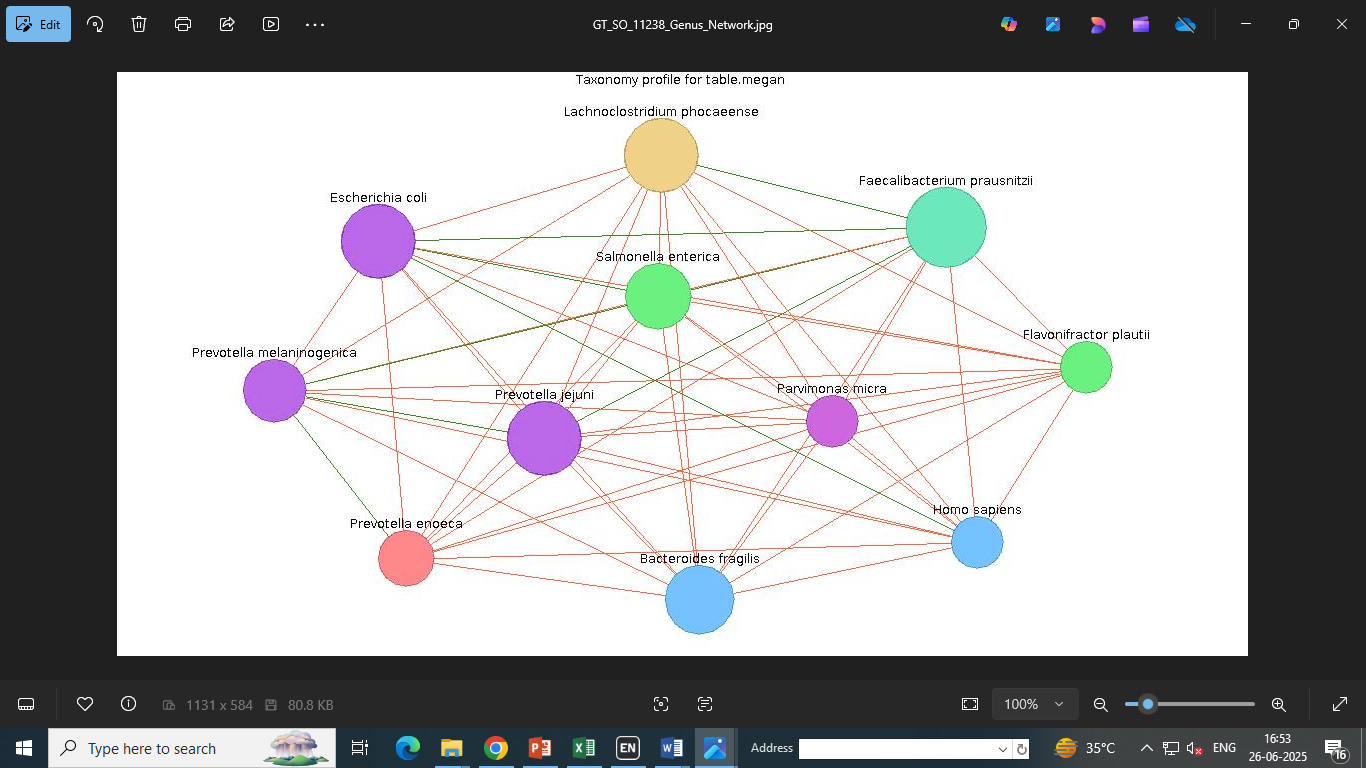 Edit
GT_SO_11238_Genus_Network.jpg
Taxonomy profile for table.megan
Lachnoclostridium phocaeense
Faecalibacterium prausnitzii
Escherichia coli
Salmonella enterica
Flavonifractor plautii
Prevotella melaninogenica
Parvimonas micra
Prevotella jejuni
Homo sapiens
Prevotella enoeca
Bacteroides fragilis
1131 x 584
80.8 KB
100%
Type here to search
EN
Address
35°C
ENG
16:53
26-06-2025
16